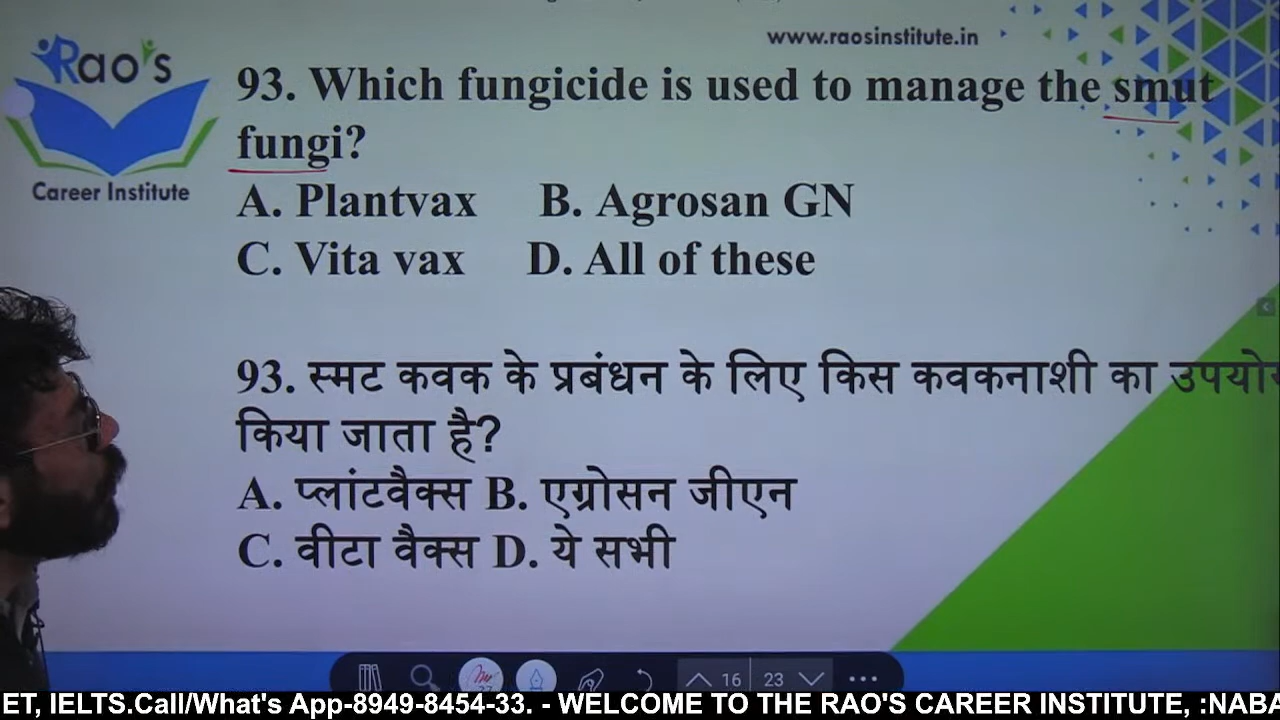 www.raosinstitute.in
Rao's
Career Institute
93. Which fungicide is used to manage the smut
fungi?
A. Plantvax B. Agrosan GN
C. Vita vax D. All of these
93. स्मट कवक के प्रबंधन के लिए किस कवकनाशी का
किया जाता है?
A. प्लांटवैक्स B. एग्रोसन जीएन
C. वीटा वैक्स D. ये सभी
16 23
ET, IELTS.Call/What's App-8949-8454-33. - WELCOME TO THE RAO'S CAREER INSTITUTE, :NABA